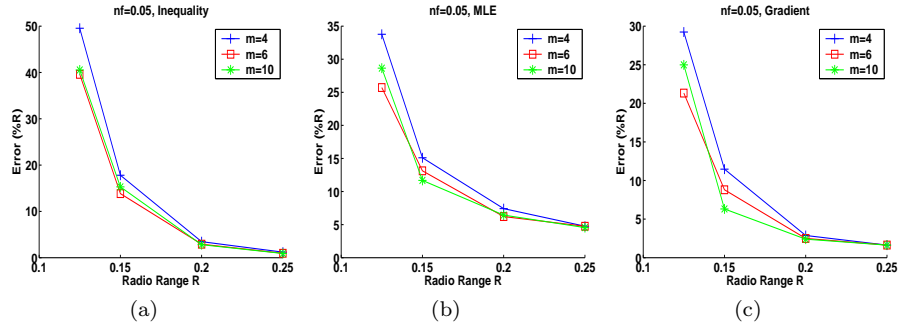 nf=0.05, Inequality
50
40
30
20
10
0
0.1
0.15
0.2
0.25
Error (%R)
Radio Range R
m=4
m=6
m=10
(a)
nf=0.05, MLE
35
30
25
20
15
10
5
0
0.1
0.15
0.2
0.25
Error (%R)
Radio Range R
m=4
m=6
m=10
(b)
nf=0.05, Gradient
30
25
20
15
10
5
0
0.1
0.15
0.2
0.25
Error (%R)
Radio Range R
m=4
m=6
m=10
(c)